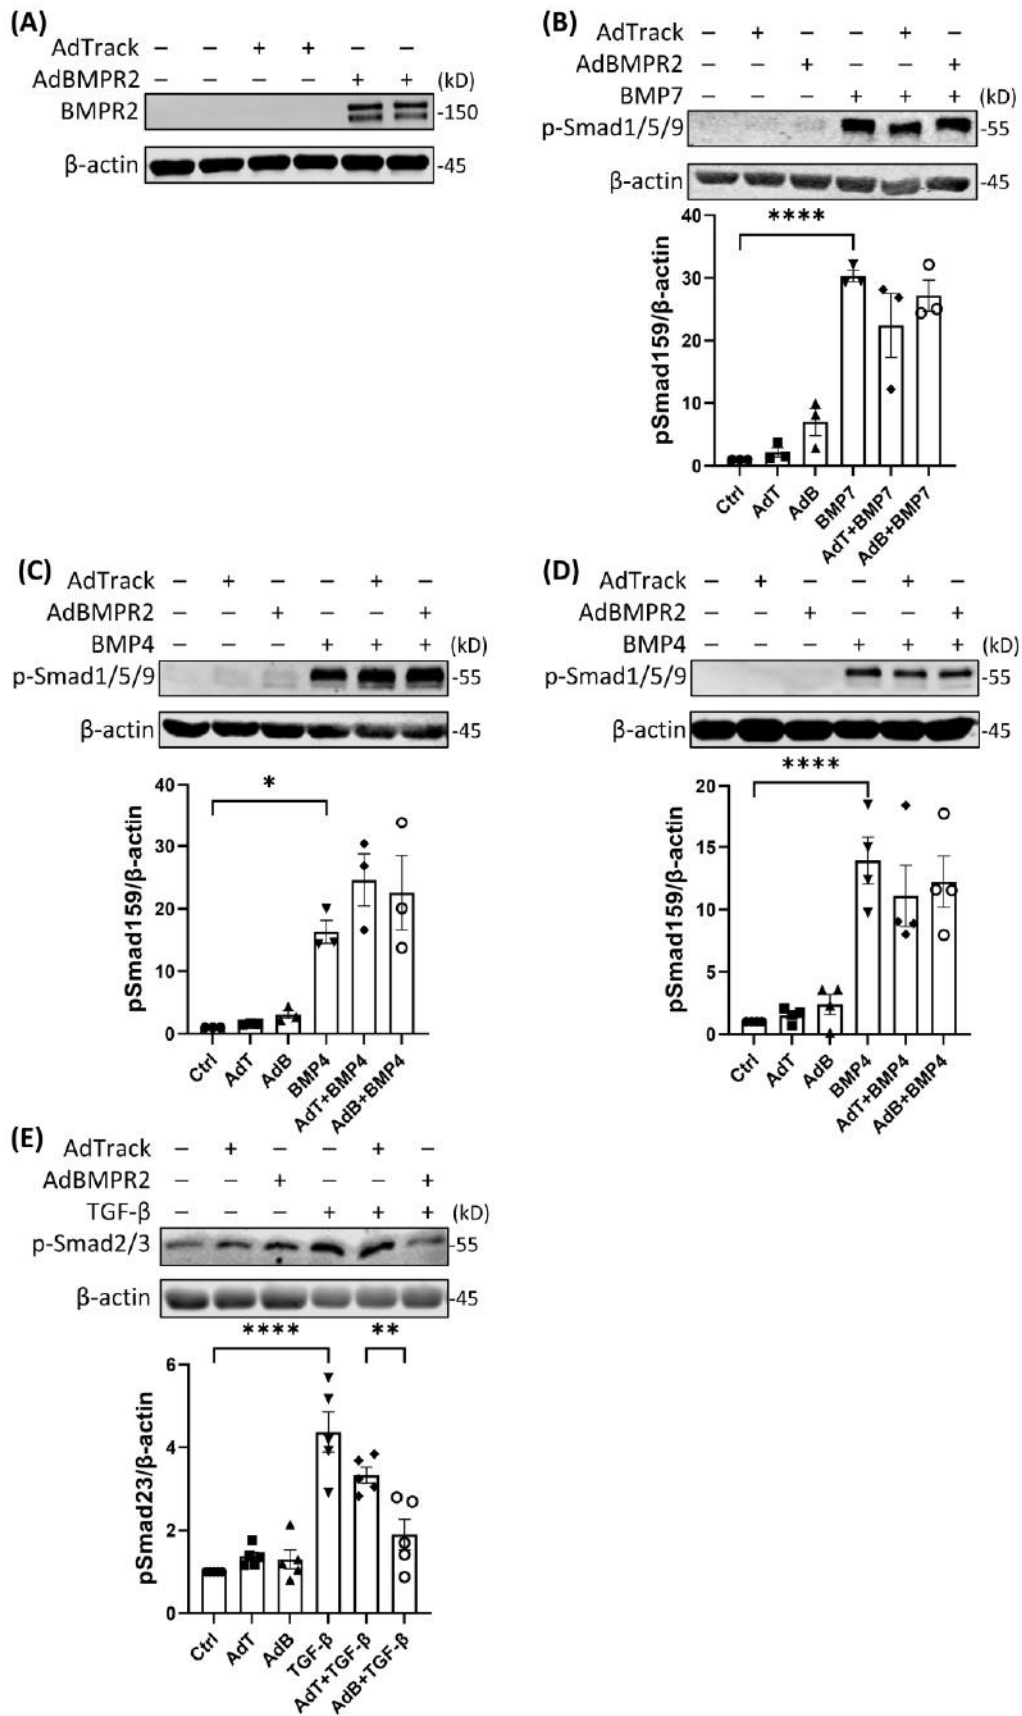 (A)
AdTrack − − + + − −
AdBMPR2 − − − − + + (kD)
BMPR2 -150
β-actin -45
(B)
AdTrack − + − − + −
AdBMPR2 − − + − − +
BMP7 − − − + + + (kD)
p-Smad1/5/9 -55
β-actin -45
pSmad159/β-actin
40
30
20
10
0
****
Ctrl
AdT
AdB
BMP7
AdT+BMP7
AdB+BMP7
(C)
AdTrack − + − − + −
AdBMPR2 − − + − − +
BMP4 − − − + + + (kD)
p-Smad1/5/9 -55
β-actin -45
pSmad159/β-actin
40
30
20
10
0
*
Ctrl
AdT
AdB
BMP4
AdT+BMP4
AdB+BMP4
(D)
AdTrack − + − − + −
AdBMPR2 − − + − − +
BMP4 − − − + + + (kD)
p-Smad1/5/9 -55
β-actin -45
pSmad159/β-actin
20
15
10
5
0
****
Ctrl
AdT
AdB
BMP4
AdT+BMP4
AdB+BMP4
(E)
AdTrack − + − − + −
AdBMPR2 − − + − − +
TGF-β − − − + + + (kD)
p-Smad2/3 -55
β-actin -45
pSmad23/β-actin
6
4
2
0
**** **
Ctrl
AdT
AdB
TGF-β
AdT+TGF-β
AdB+TGF-β